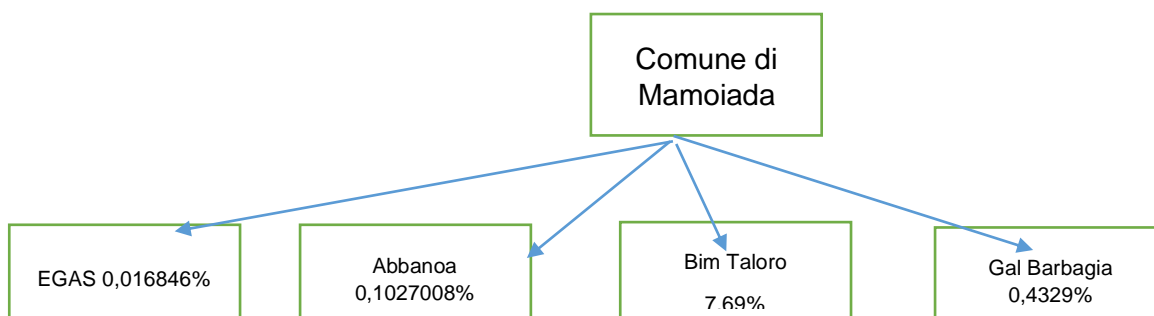 Comune di
Mamoiada
EGAS 0,016846%
Abbanoa
0,1027008%
Bim Taloro
7.69%
Gal Barbagia
0,4329%